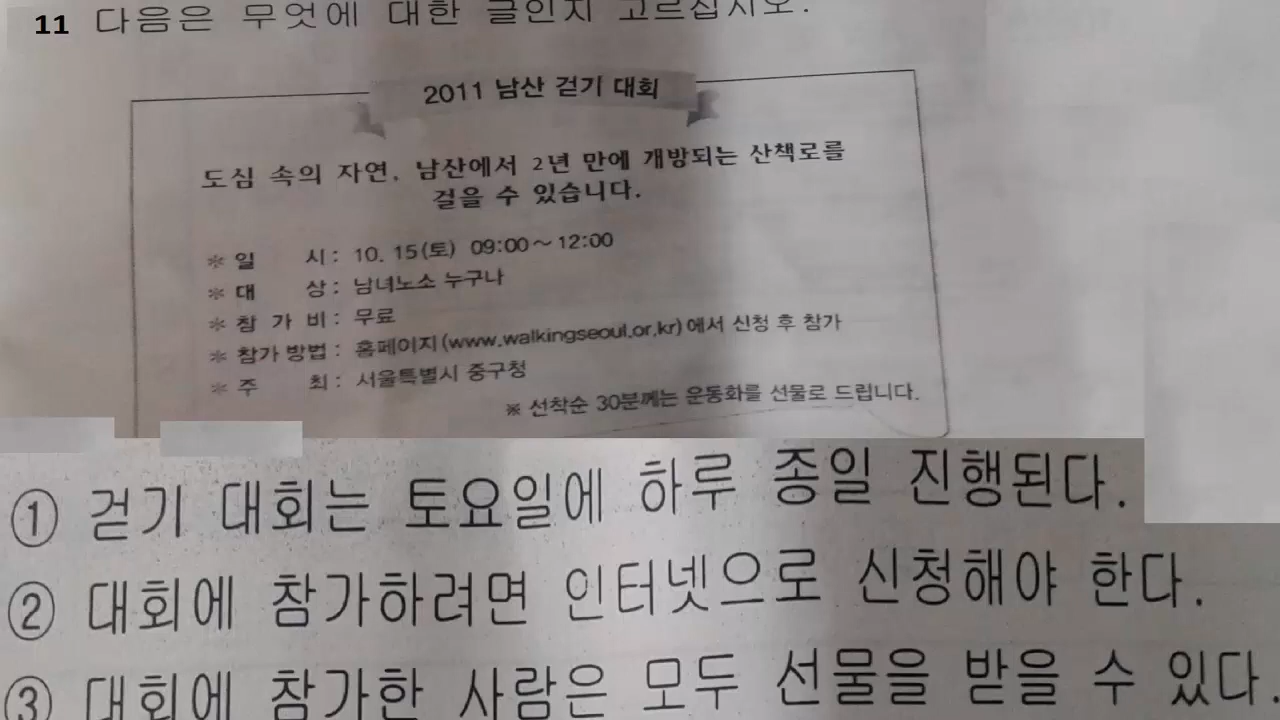 11 다음은 무엇에 대한 글인지 고르십시오.
2011 남산 걷기 대회
도심 속의 자연, 남산에서 2년 만에 개방되는 산책로를
걸을 수 있습니다.
* 일 시 : 10. 15(토) 09:00~12:00
* 대 상 : 남녀노소 누구나
* 참 가 비 : 무료
* 참가 방법 : 홈페이지(www.walkingseoul.or.kr)에서 신청 후 참가
* 주 최 : 서울특별시 중구청
※ 선착순 30분께는 운동화를 선물로 드립니다.
① 걷기 대회는 토요일에 하루 종일 진행된다.
② 대회에 참가하려면 인터넷으로 신청해야 한다.
③ 대회에 참가한 사람은 모두 선물을 받을 수 있다.